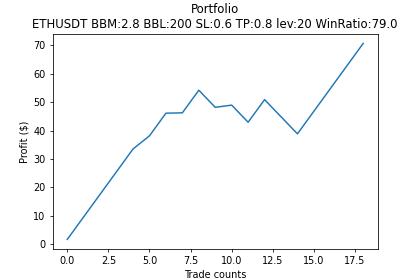 Portfolio
ETHUSDT BBM:2.8 BBL:200 SL:0.6 TP:0.8 lev:20 WinRatio:79.0
70
60
50
40
30
20
10
0
Profit ($)
0.0 2.5 5.0 7.5 10.0 12.5 15.0 17.5
Trade counts